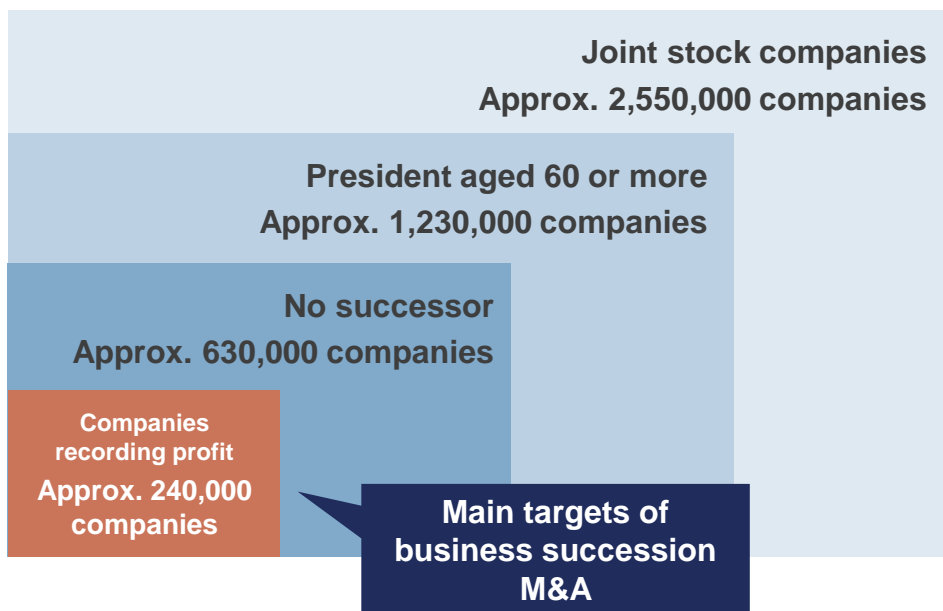 Joint stock companies
Approx. 2,550,000 companies
President aged 60 or more
Approx. 1,230,000 companies
No successor
Approx. 630,000 companies
Companies
recording profit
Approx. 240,000
companies
Main targets of
business succession
M&A